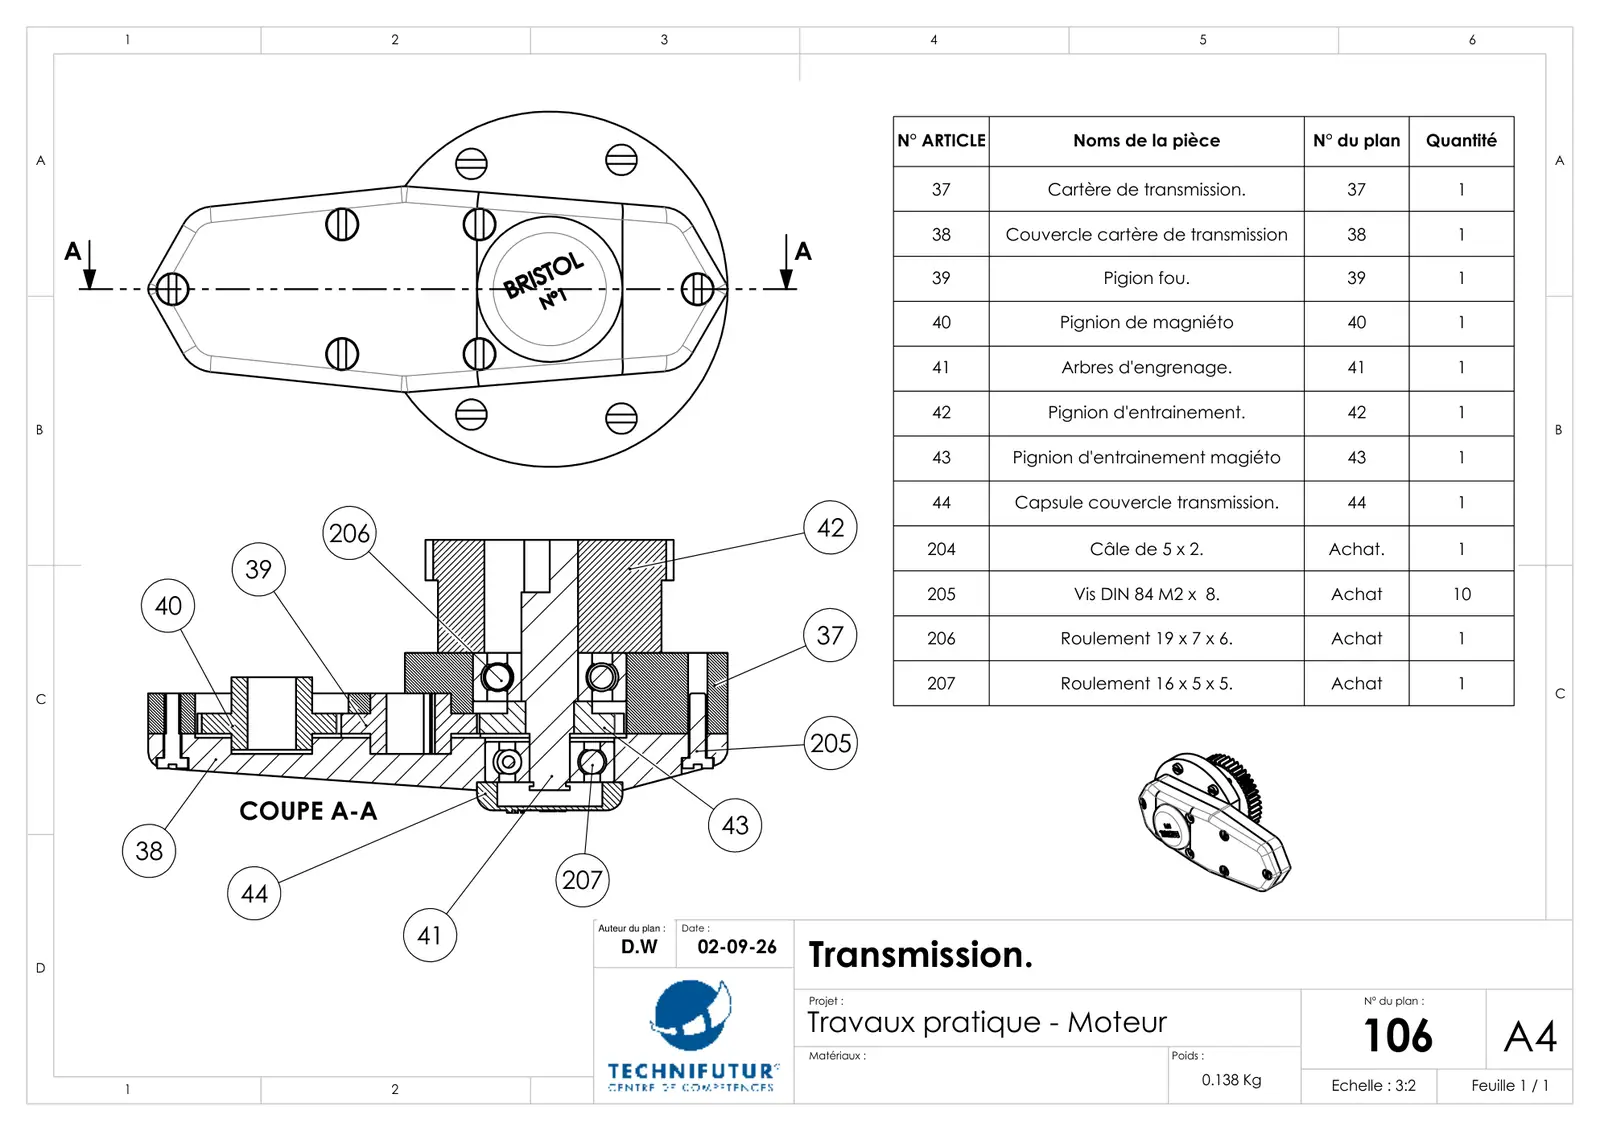 1 2 3 4 5 6
A A
B B
C C
D
1 2
A A
BRISTOL
N°1
N° ARTICLE Noms de la pièce N° du plan Quantité
37 Cartère de transmission. 37 1
38 Couvercle cartère de transmission 38 1
39 Pigion fou. 39 1
40 Pignion de magniéto 40 1
41 Arbres d'engrenage. 41 1
42 Pignion d'entrainement. 42 1
43 Pignion d'entrainement magiéto 43 1
44 Capsule couvercle transmission. 44 1
204 Câle de 5 x 2. Achat. 1
205 Vis DIN 84 M2 x 8. Achat 10
206 Roulement 19 x 7 x 6. Achat 1
207 Roulement 16 x 5 x 5. Achat 1
206
42
39
40
37
205
COUPE A-A
43
38
207
44
41
Auteur du plan : Date :
D.W 02-09-26
Transmission.
Projet :
Travaux pratique - Moteur
N° du plan :
106
A4
Matériaux :
Poids :
0.138 Kg
Echelle : 3:2
Feuille 1 / 1
TECHNIFUTUR
CENTRE DE COMPETENCES